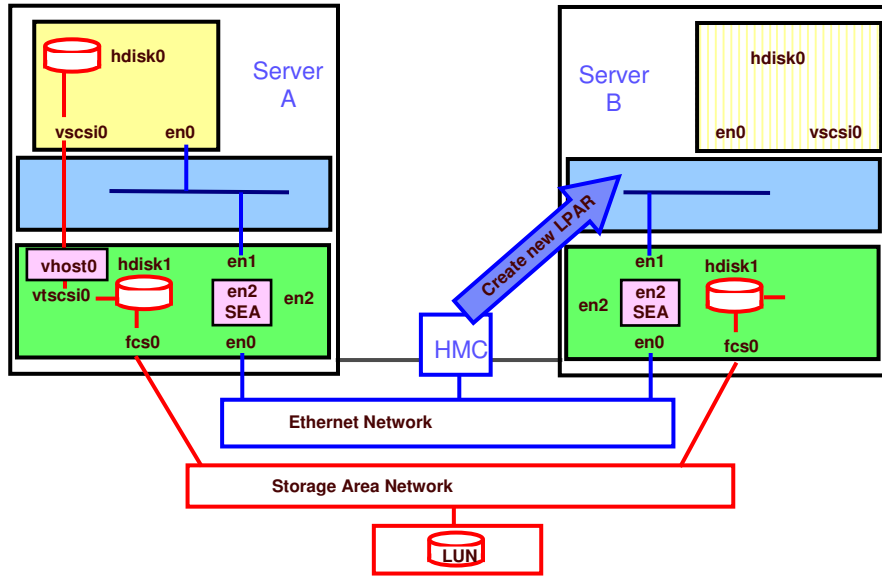 hdisk0
Server
A
vscsi0
en0
vhost0
hdisk1
en1
vtscsi0
en2
SEA
en2
fcs0
en0
HMC
Create new LPAR
Server
B
hdisk0
en0
vscsi0
en1
hdisk1
en2
en2
SEA
en0
fcs0
Ethernet Network
Storage Area Network
LUN